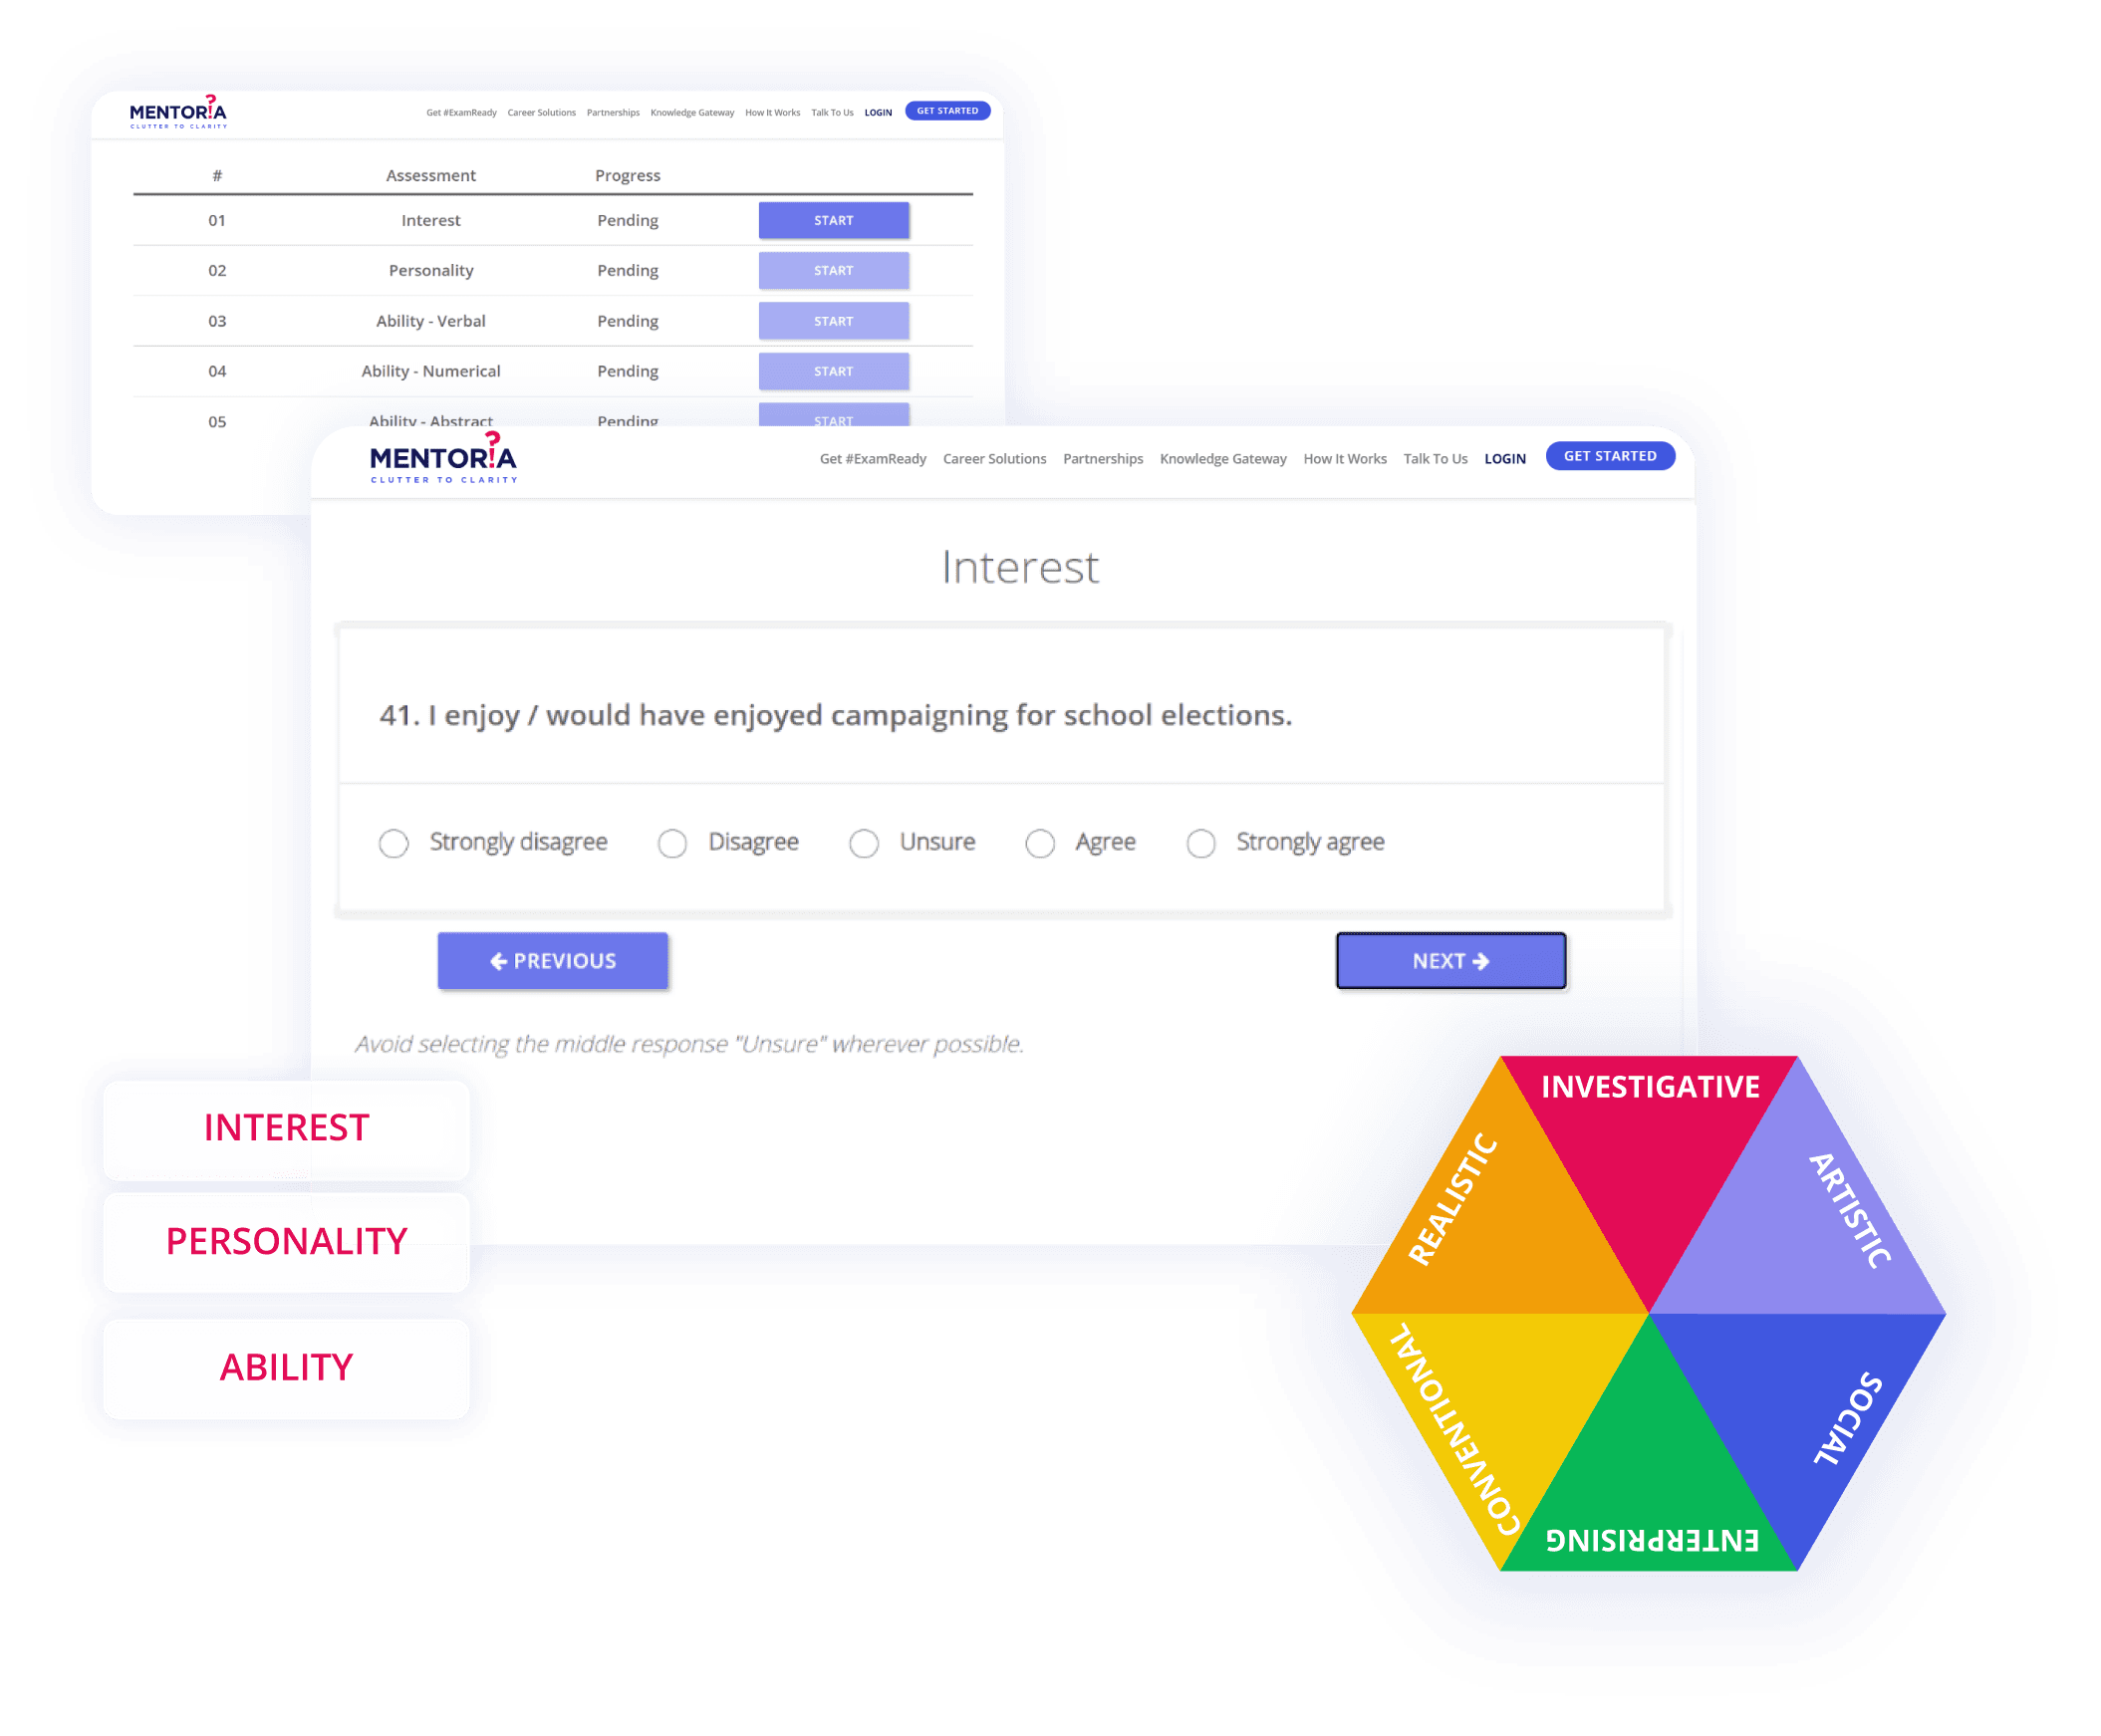 MENTOR!A
CLUTTER TO CLARITY
Get #ExamReady Career Solutions Partnerships Knowledge Gateway How It Works Talk To Us LOGIN GET STARTED
# Assessment Progress
01 Interest Pending START
02 Personality Pending START
03 Ability - Verbal Pending START
04 Ability - Numerical Pending START
05 Ability - Abstract Pending START
MENTOR!A
CLUTTER TO CLARITY
Get #ExamReady Career Solutions Partnerships Knowledge Gateway How It Works Talk To Us LOGIN GET STARTED
Interest
41. I enjoy / would have enjoyed campaigning for school elections.
Strongly disagree Disagree Unsure Agree Strongly agree
PREVIOUS NEXT
Avoid selecting the middle response "Unsure" wherever possible.
INTEREST
PERSONALITY
ABILITY
INVESTIGATIVE
ARTISTIC
SOCIAL
ENTERPRISING
CONVENTIONAL
REALISTIC